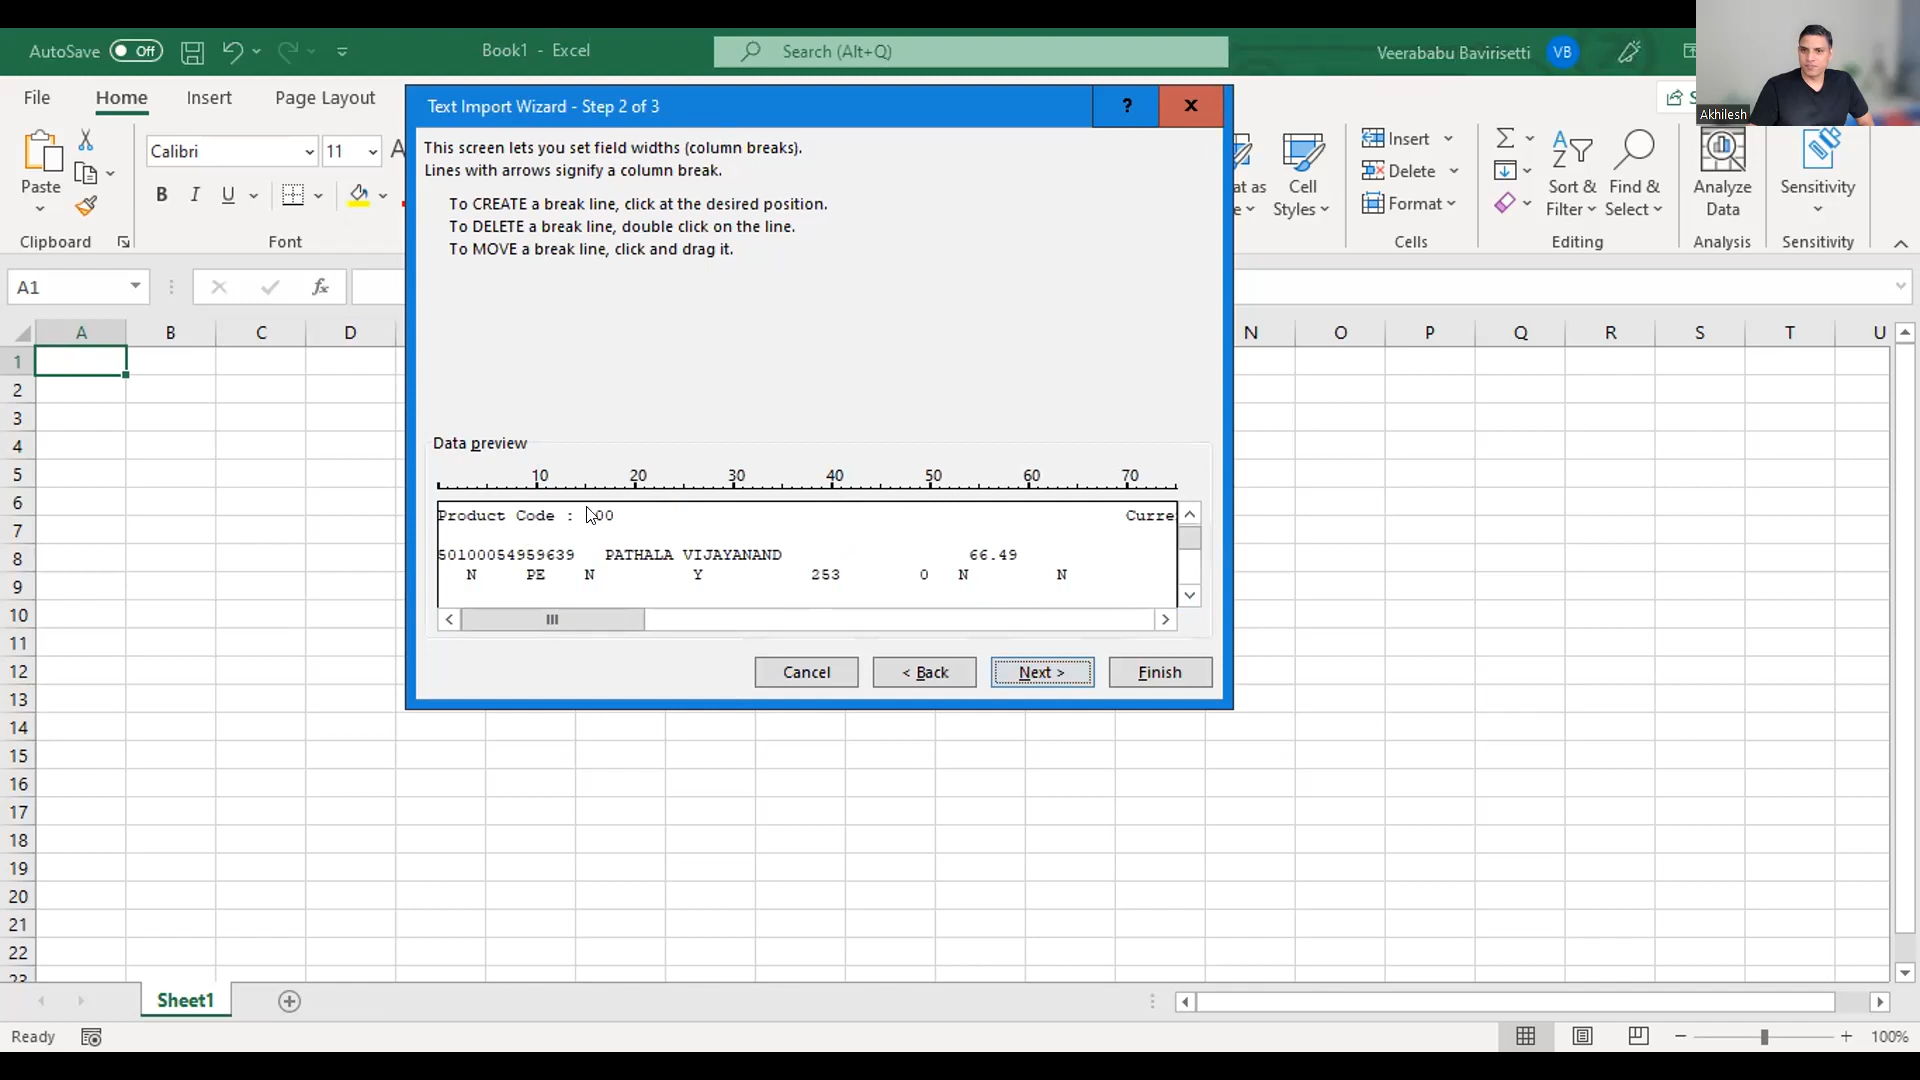 AutoSave Off Book1 - Excel Search (Alt+Q) Veerababu Bavirisetti VB
File Home Insert Page Layout
Akhilesh
Text Import Wizard - Step 2 of 3 ?
This screen lets you set field widths (column breaks).
Lines with arrows signify a column break.
To CREATE a break line, click at the desired position.
To DELETE a break line, double click on the line.
To MOVE a break line, click and drag it.
Paste
Calibri 11
B I U
Cell
Styles
Insert
Delete
Format
Sort &
Filter
Find &
Select
Analyze
Data
Sensitivity
Clipboard Font Cells Editing Analysis Sensitivity
A1 fx
A B C D N O P Q R S T U
1
2
3
4
5
6
7
8
9
10
11
12
13
14
15
16
17
18
19
20
21
22
23
Data preview
10 20 30 40 50 60 70
Product Code : 00 Curre
50100054959639 PATHALA VIJAYANAND 66.49
N PE N Y 253 0 N N
Cancel < Back Next > Finish
Sheet1
Ready 100%